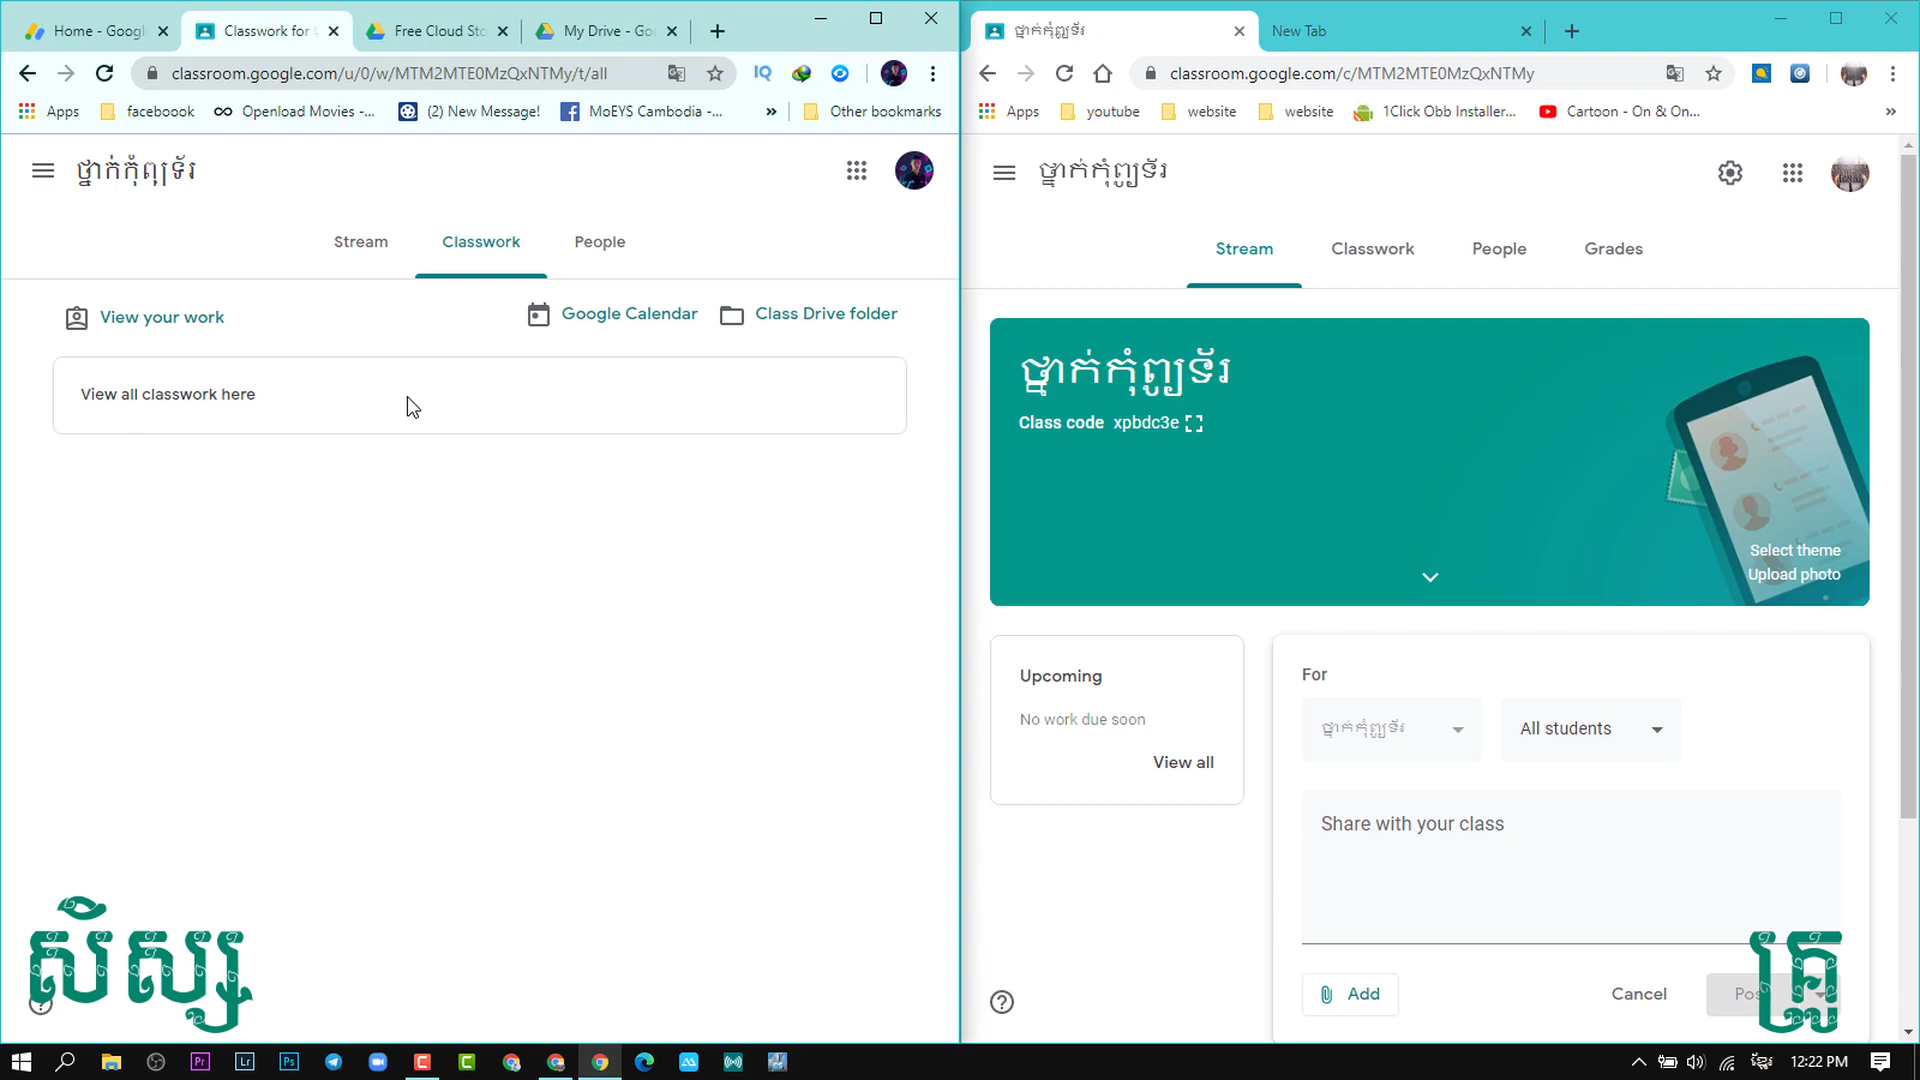 Home - Googl
Classwork for
Free Cloud Sto
My Drive - Goo
classroom.google.com/u/0/w/MTM2MTE0MzQxNTMy/t/all
IQ
Apps
faceboook
Openload Movies -...
(2) New Message!
MoEYS Cambodia -...
»
Other bookmarks
ថ្នាក់កុំព្យូទ័រ
Stream
Classwork
People
View your work
Google Calendar
Class Drive folder
View all classwork here
សិស្ស
ថ្នាក់កុំព្យូទ័រ
New Tab
classroom.google.com/c/MTM2MTE0MzQxNTMy
Apps
youtube
website
website
1Click Obb Installer...
Cartoon - On & On...
»
ថ្នាក់កុំព្យូទ័រ
Stream
Classwork
People
Grades
ថ្នាក់កុំព្យូទ័រ
Class code xpbdc3e
Select theme
Upload photo
Upcoming
No work due soon
View all
For
ថ្នាក់កុំព្យូទ័រ
All students
Share with your class
Add
Cancel
គ្រូ
Pr
Lr
Ps
12:22 PM